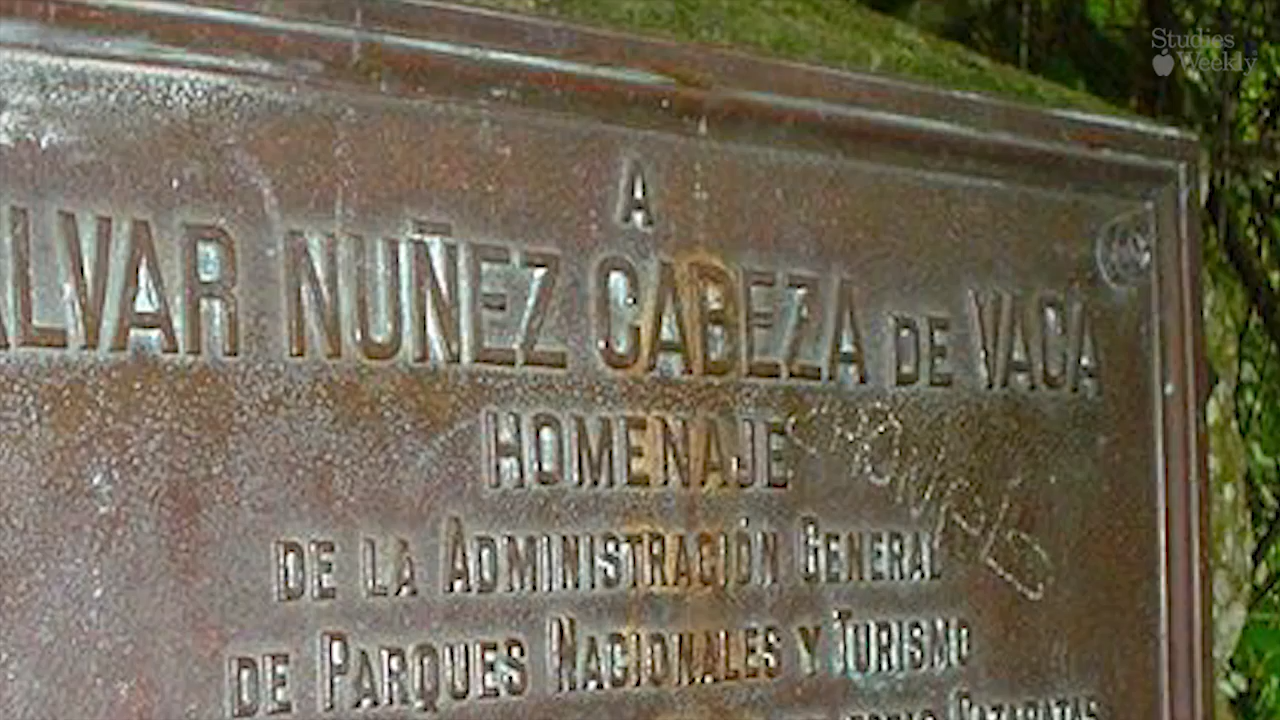 Studies
Weekly
A
ALVAR NUÑEZ CABEZA DE VACA
HOMENAJE
DE LA ADMINISTRACIÓN GENERAL
DE PARQUES NACIONALES Y TURISMO